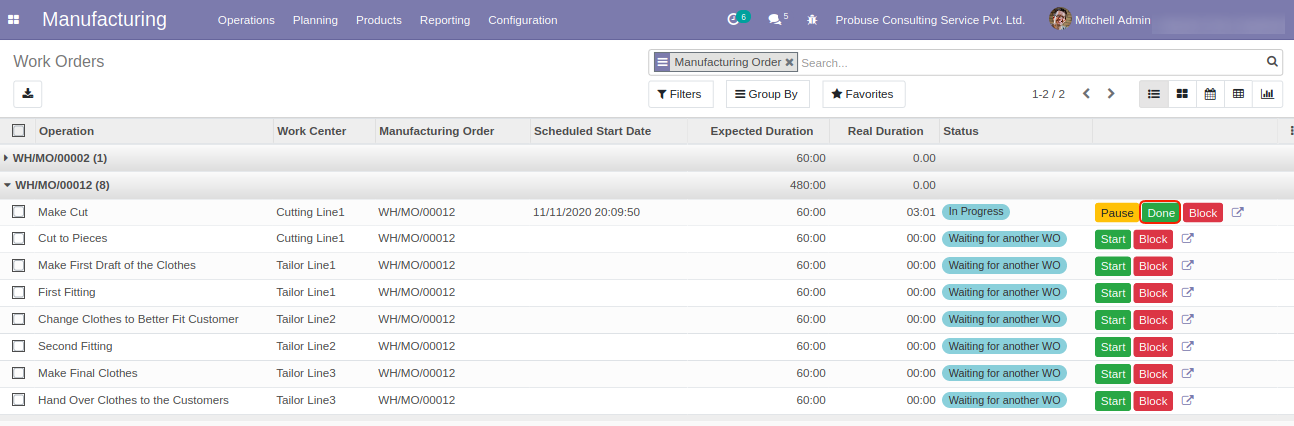 Manufacturing Operations Planning Products Reporting Configuration 6 5 Probuse Consulting Service Pvt. Ltd. Mitchell Admin
Work Orders Manufacturing Order Search...
Filters Group By Favorites 1-2 / 2
Operation Work Center Manufacturing Order Scheduled Start Date Expected Duration Real Duration Status
WH/MO/00002 (1) 60:00 0.00
WH/MO/00012 (8) 480:00 0.00
Make Cut Cutting Line1 WH/MO/00012 11/11/2020 20:09:50 60:00 03:01 In Progress Pause Done Block
Cut to Pieces Cutting Line1 WH/MO/00012 60:00 00:00 Waiting for another WO Start Block
Make First Draft of the Clothes Tailor Line1 WH/MO/00012 60:00 00:00 Waiting for another WO Start Block
First Fitting Tailor Line1 WH/MO/00012 60:00 00:00 Waiting for another WO Start Block
Change Clothes to Better Fit Customer Tailor Line2 WH/MO/00012 60:00 00:00 Waiting for another WO Start Block
Second Fitting Tailor Line2 WH/MO/00012 60:00 00:00 Waiting for another WO Start Block
Make Final Clothes Tailor Line3 WH/MO/00012 60:00 00:00 Waiting for another WO Start Block
Hand Over Clothes to the Customers Tailor Line3 WH/MO/00012 60:00 00:00 Waiting for another WO Start Block